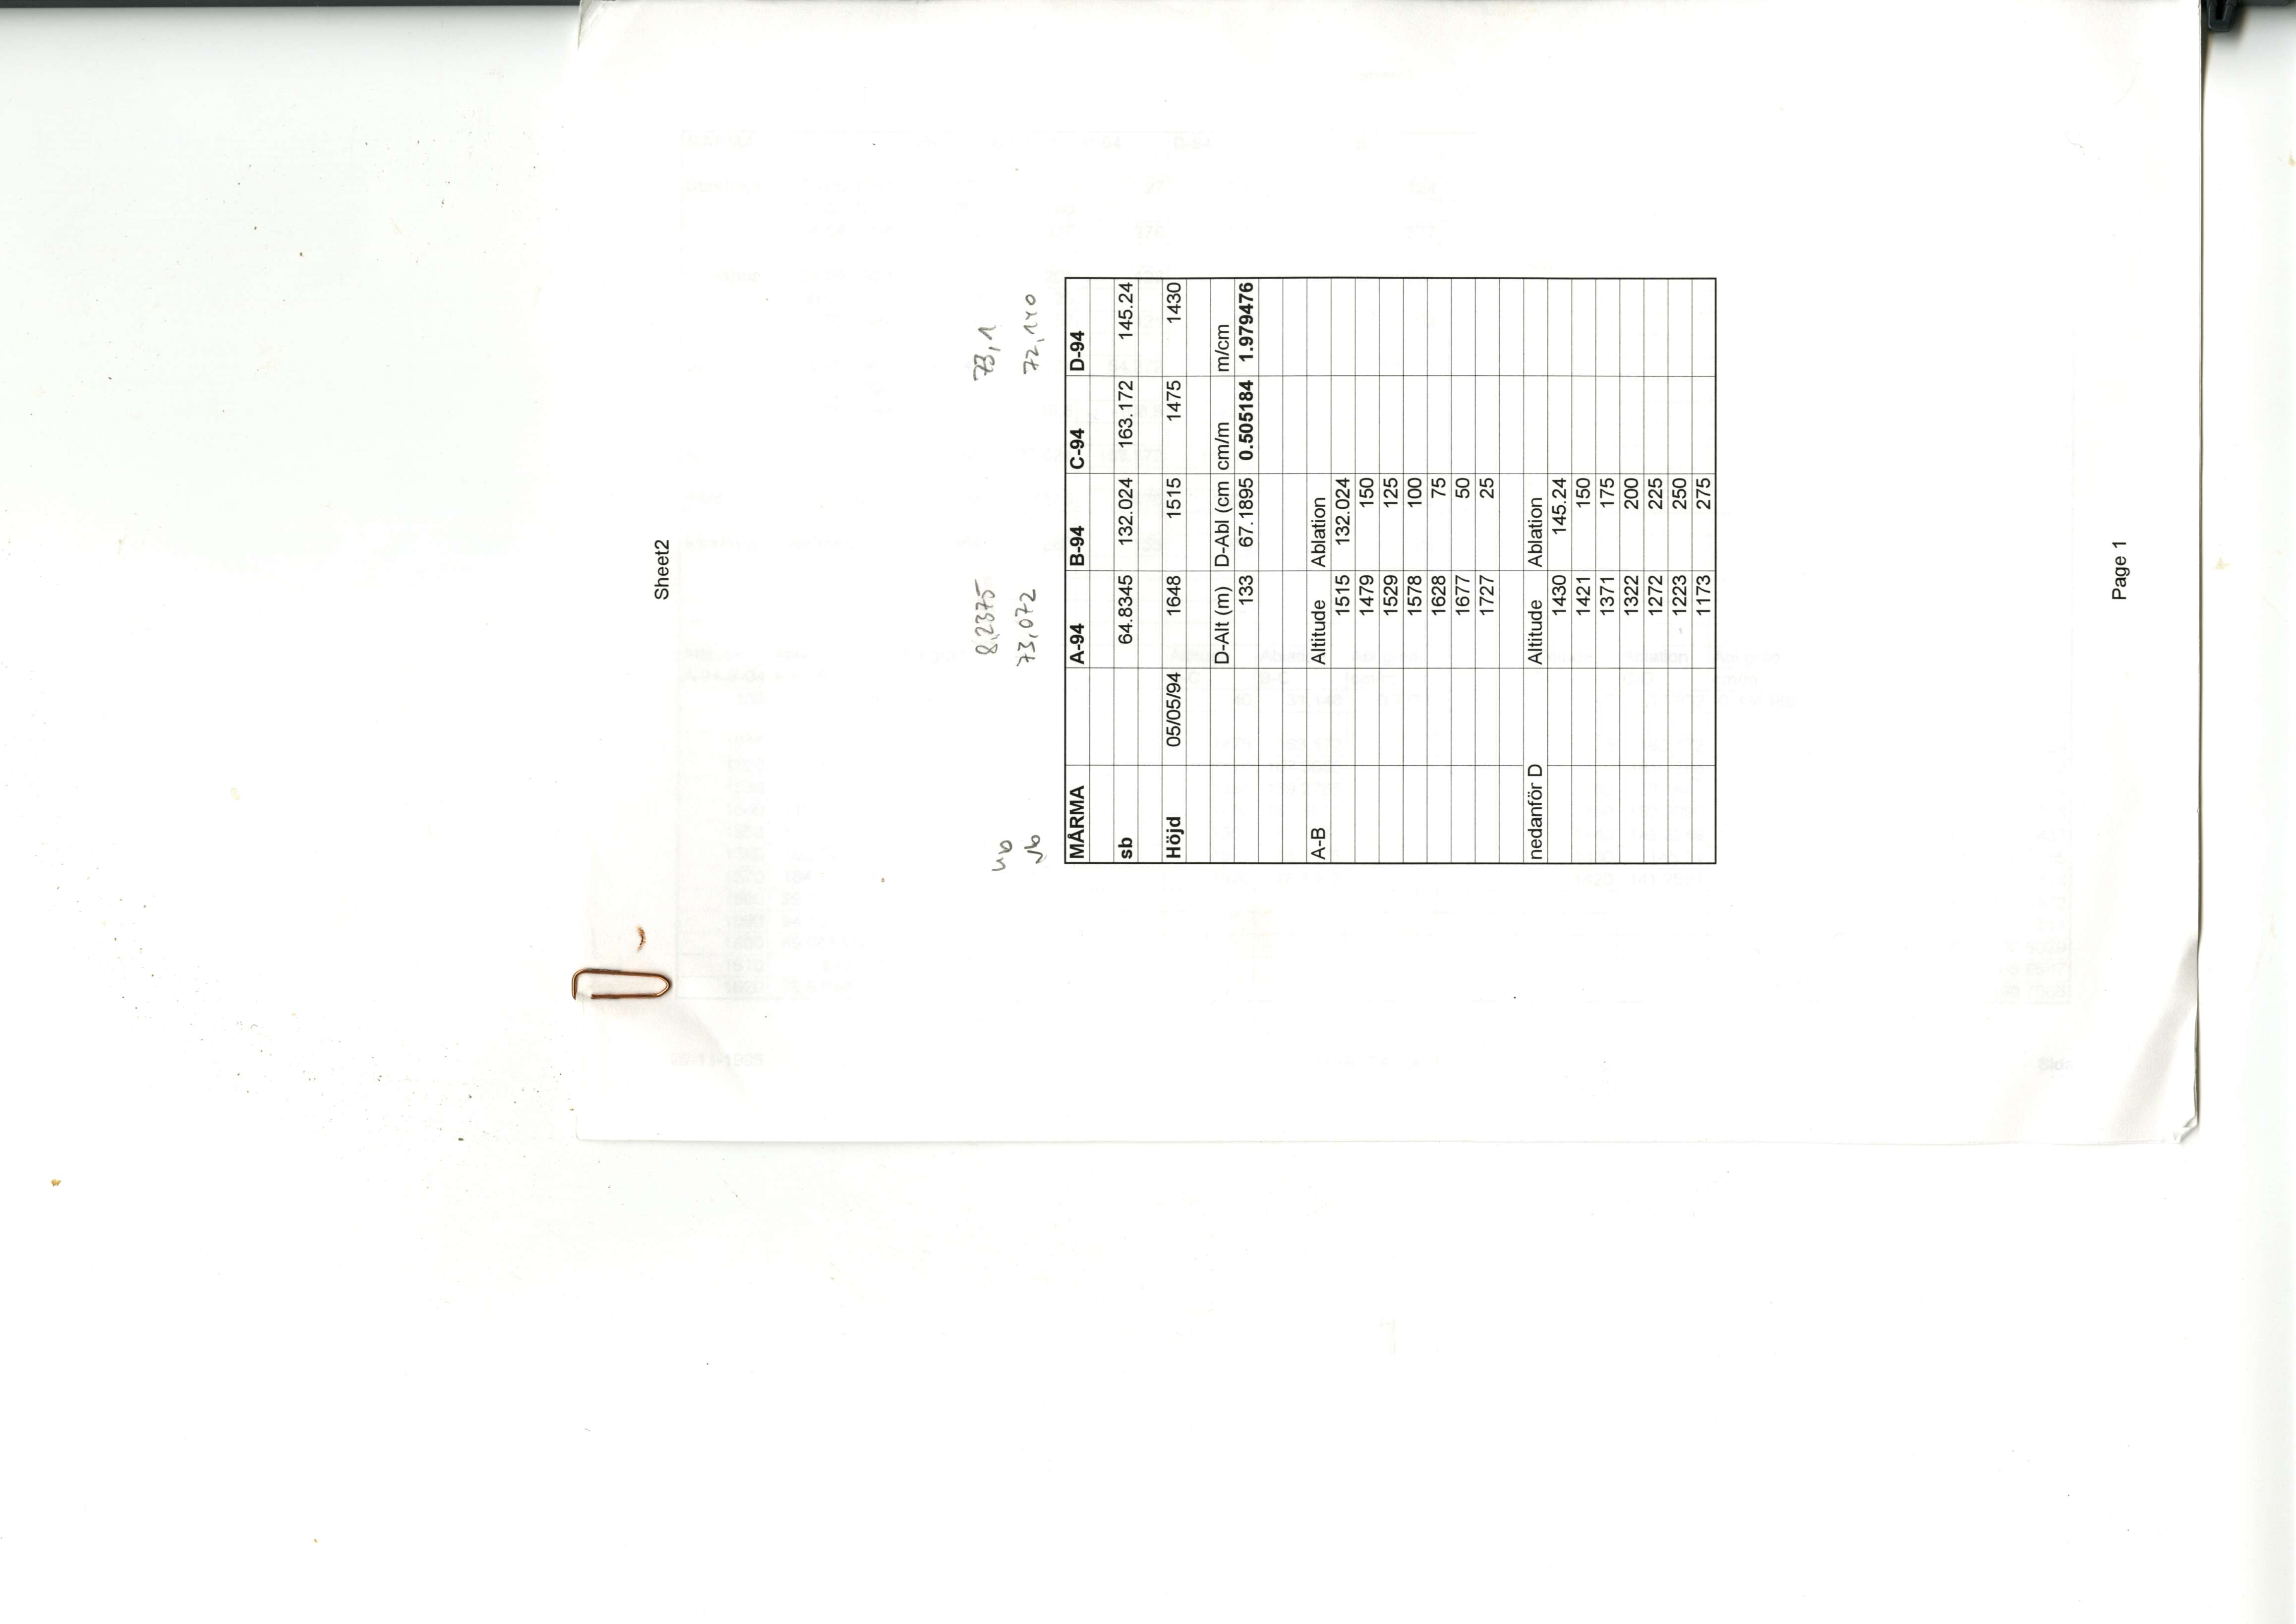 Sheet2
nb 8,2375 73,1
vb 73,072 72,140
MÅRMA A-94 B-94 C-94 D-94
sb 64.8345 132.024 163.172 145.24
Höjd 05/05/94 1648 1515 1475 1430
D-Alt (m) D-Abl (cm cm/m m/cm
133 67.1895 0.505184 1.979476
A-B Altitude Ablation
1515 132.024
1479 150
1529 125
1578 100
1628 75
1677 50
1727 25
nedanför D Altitude Ablation
1430 145.24
1421 150
1371 175
1322 200
1272 225
1223 250
1173 275
Page 1